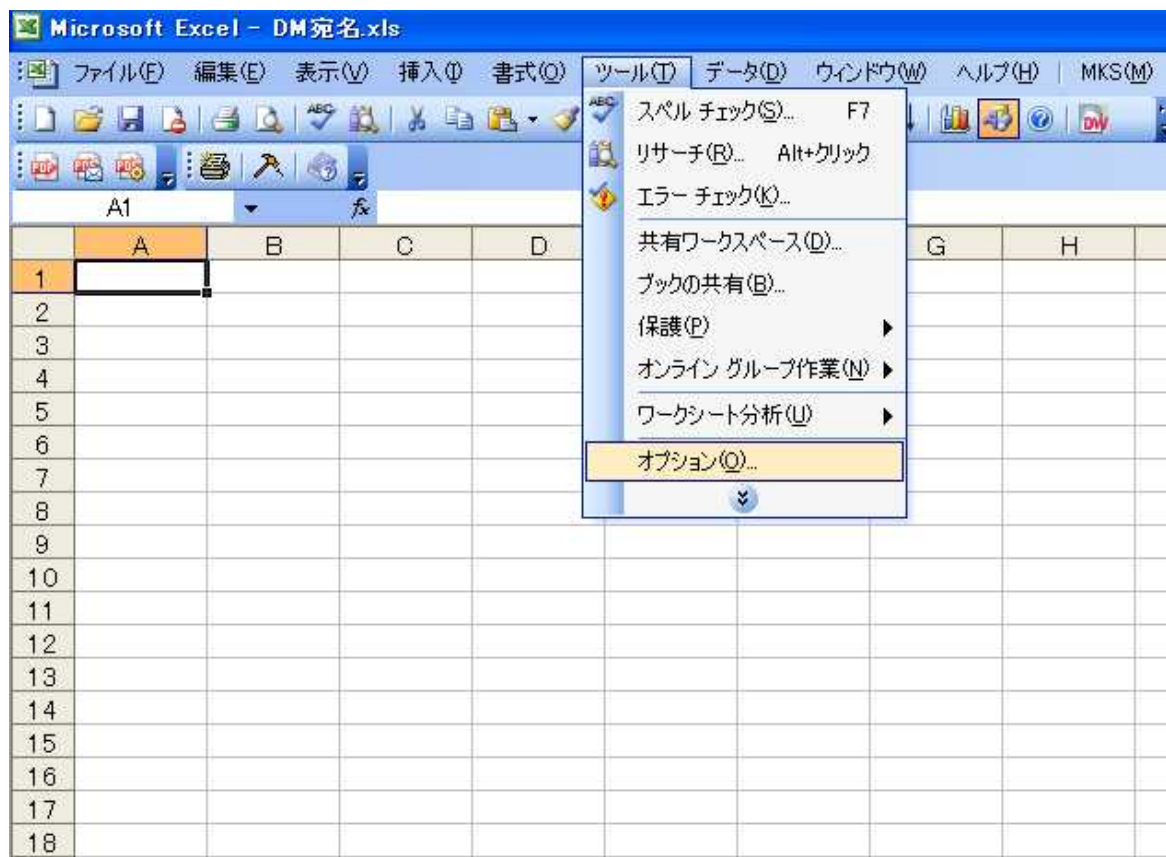 Microsoft Excel - DM宛名.xls
ファイル(F) 編集(E) 表示(V) 挿入(I) 書式(O) ツール(T) データ(D) ウィンドウ(W) ヘルプ(H) MKS(M)
スペル チェック(S)... F7
リサーチ(R)... Alt+クリック
エラー チェック(K)...
共有ワークスペース(D)...
ブックの共有(B)...
保護(P)
オンライン グループ作業(N)
ワークシート分析(U)
オプション(O)...
A1 fx
A B C D G H
1
2
3
4
5
6
7
8
9
10
11
12
13
14
15
16
17
18